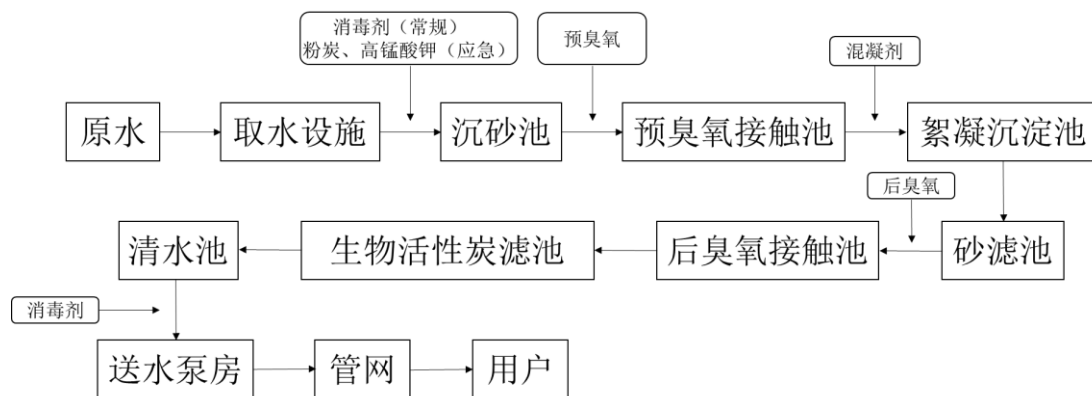 消毒剂（常规）
粉炭、高锰酸钾（应急）
预臭氧
混凝剂
原水
取水设施
沉砂池
预臭氧接触池
絮凝沉淀池
后臭氧
清水池
生物活性炭滤池
后臭氧接触池
砂滤池
消毒剂
送水泵房
管网
用户